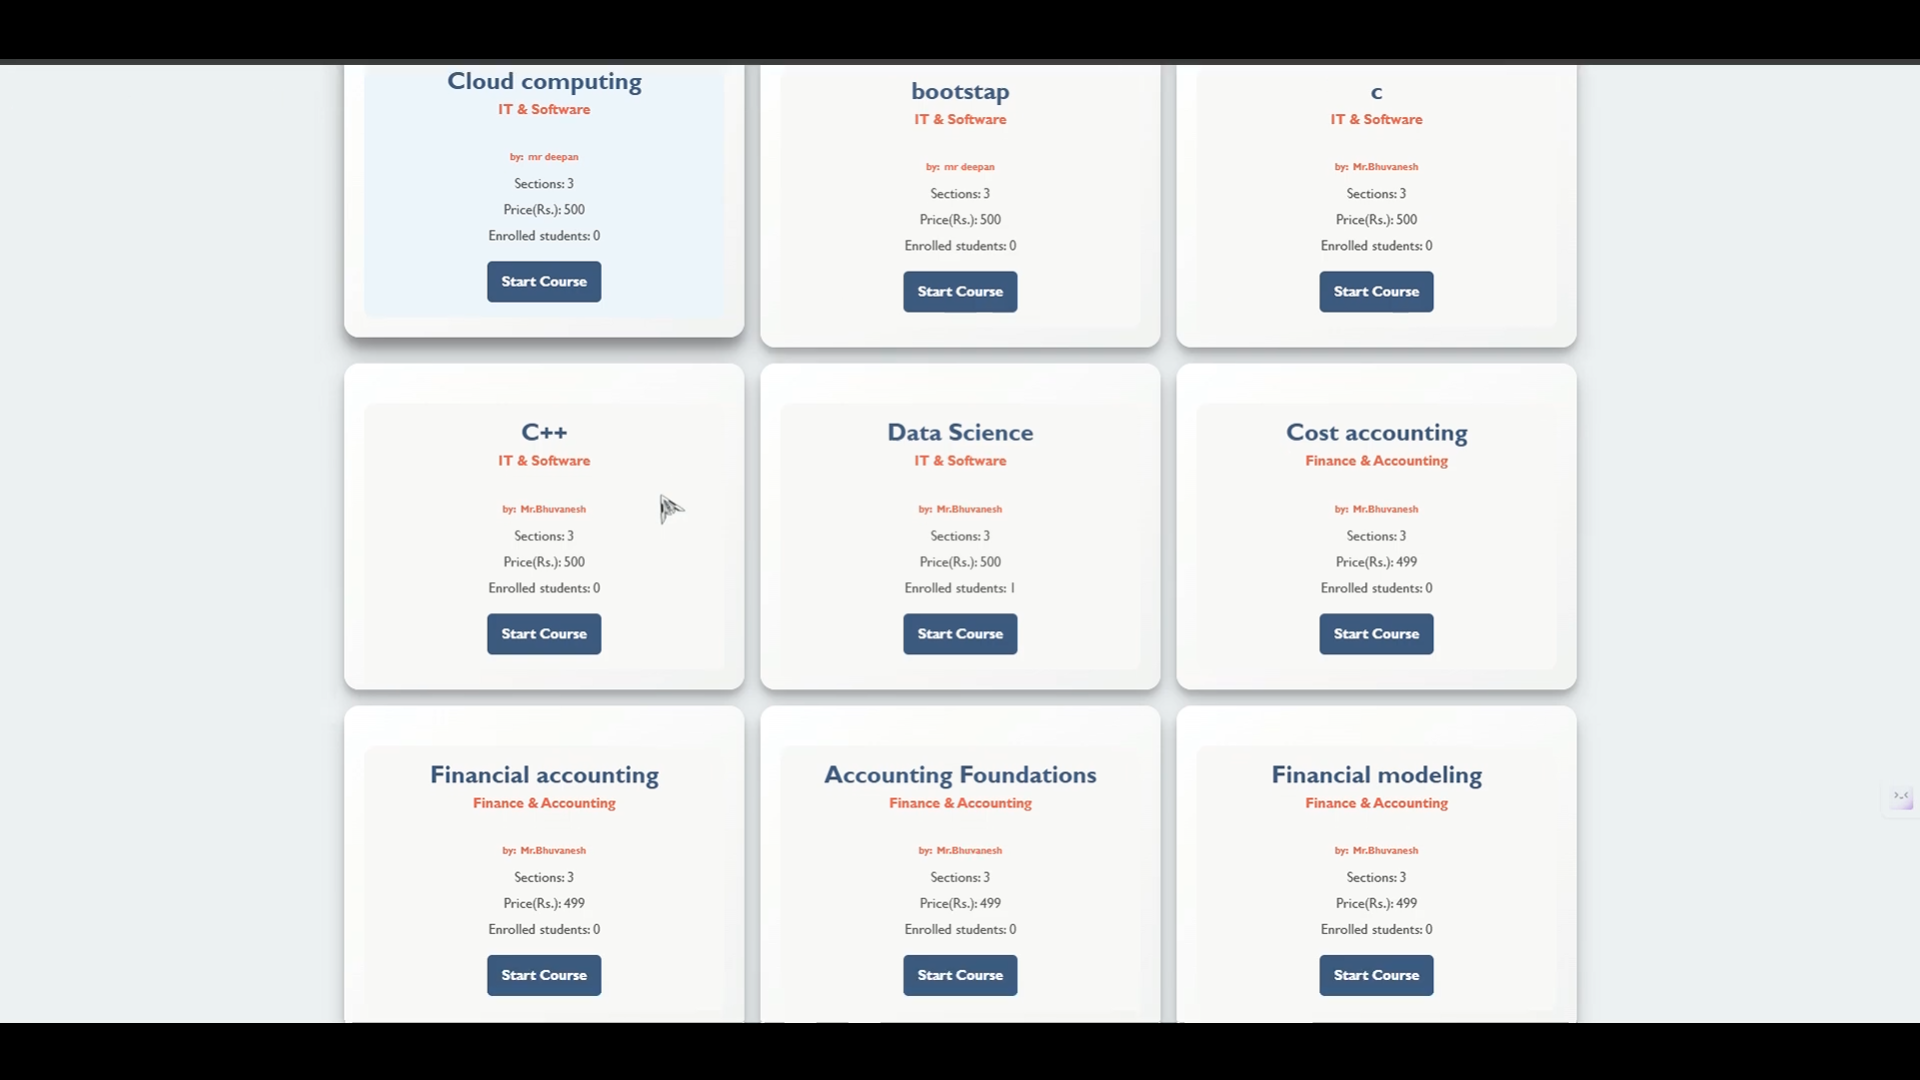 Cloud computing
IT & Software
by: mr deepan
Sections: 3
Price(Rs.): 500
Enrolled students: 0
Start Course
bootstap
IT & Software
by: mr deepan
Sections: 3
Price(Rs.): 500
Enrolled students: 0
Start Course
c
IT & Software
by: Mr.Bhuvanesh
Sections: 3
Price(Rs.): 500
Enrolled students: 0
Start Course
C++
IT & Software
by: Mr.Bhuvanesh
Sections: 3
Price(Rs.): 500
Enrolled students: 0
Start Course
Data Science
IT & Software
by: Mr.Bhuvanesh
Sections: 3
Price(Rs.): 500
Enrolled students: 1
Start Course
Cost accounting
Finance & Accounting
by: Mr.Bhuvanesh
Sections: 3
Price(Rs.): 499
Enrolled students: 0
Start Course
Financial accounting
Finance & Accounting
by: Mr.Bhuvanesh
Sections: 3
Price(Rs.): 499
Enrolled students: 0
Start Course
Accounting Foundations
Finance & Accounting
by: Mr.Bhuvanesh
Sections: 3
Price(Rs.): 499
Enrolled students: 0
Start Course
Financial modeling
Finance & Accounting
by: Mr.Bhuvanesh
Sections: 3
Price(Rs.): 499
Enrolled students: 0
Start Course